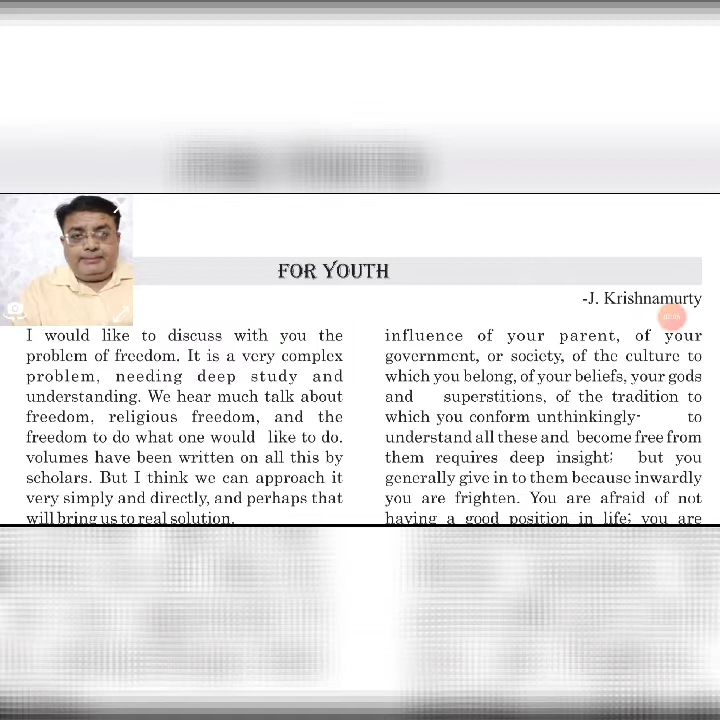 FOR YOUTH
-J. Krishnamurty
I would like to discuss with you the
problem of freedom. It is a very complex
problem, needing deep study and
understanding. We hear much talk about
freedom, religious freedom, and the
freedom to do what one would like to do.
volumes have been written on all this by
scholars. But I think we can approach it
very simply and directly, and perhaps that
will bring us to real solution.
influence of your parent, of your
government, or society, of the culture to
which you belong, of your beliefs, your gods
and superstitions, of the tradition to
which you conform unthinkingly- to
understand all these and become free from
them requires deep insight; but you
generally give in to them because inwardly
you are frighten. You are afraid of not
having a good position in life; you are